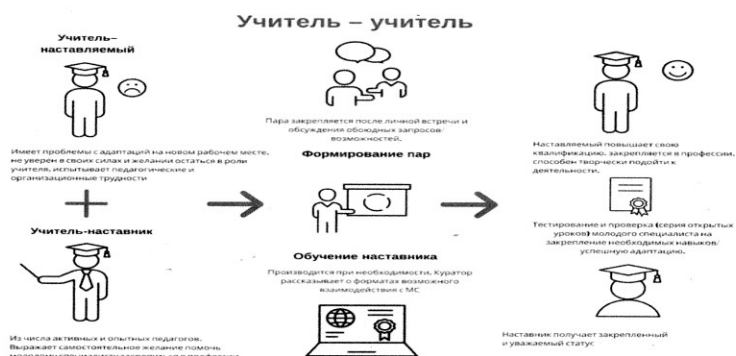 Учитель – учитель
Учитель–
наставляемый
Имеет проблемы с адаптаций на новом рабочем месте,
не уверен в своих силах и желании остаться в роли
учителя, испытывает педагогические и
организационные трудности
Учитель-наставник
Из числа активных и опытных педагогов.
Выражает самостоятельное желание помочь
Пара закрепляется после личной встречи и
обсуждения обоюдных запросов/
возможностей.
Формирование пар
Обучение наставника
Производится при необходимости. Куратор
рассказывает о форматах возможного
взаимодействия с МС
Наставляемый повышает свою
квалификацию, закрепляется в профессии,
способен творчески подойти к
деятельности.
Тестирование и проверка (серия открытых
уроков) молодого специалиста на
закрепление необходимых навыков/
успешную адаптацию.
Наставник получает закрепленный
и уважаемый статус